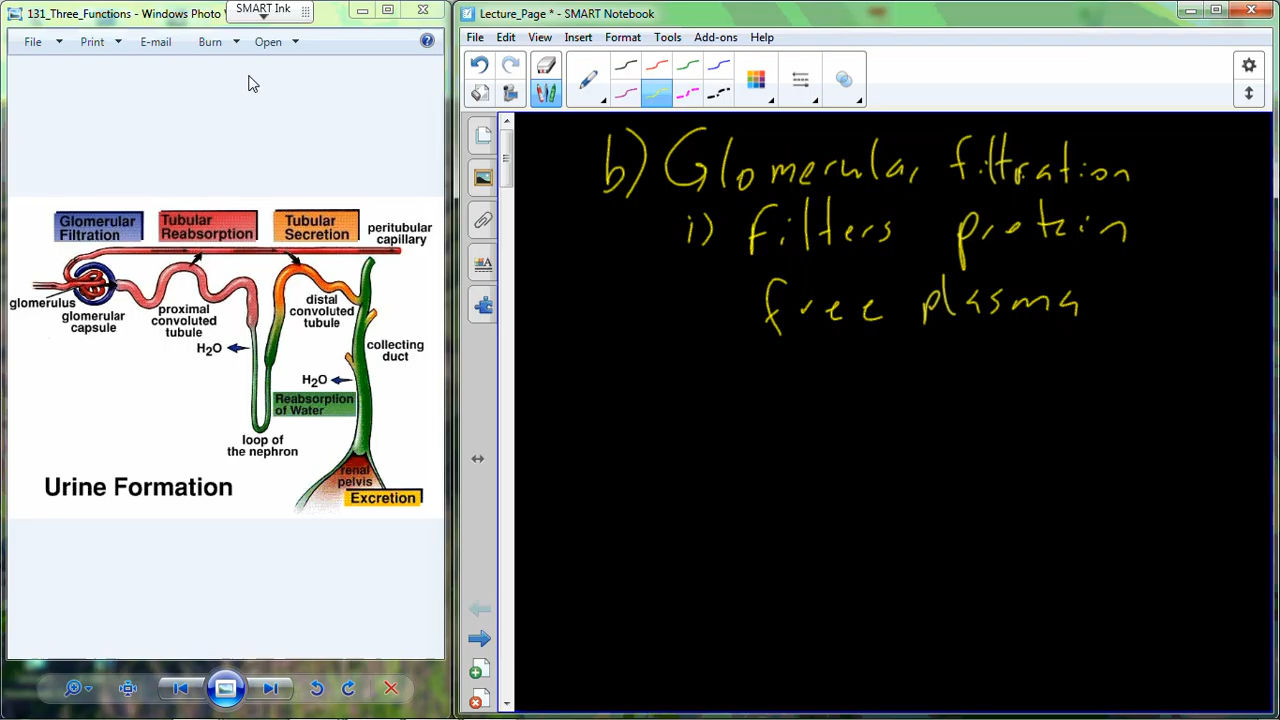 131_Three_Functions - Windows Photo
SMART Ink
File Print E-mail Burn Open
Glomerular
Filtration
Tubular
Reabsorption
Tubular
Secretion
peritubular
capillary
glomerulus
glomerular
capsule
proximal
convoluted
tubule
distal
convoluted
tubule
H2O
collecting
duct
H2O
Reabsorption
of Water
loop of
the nephron
renal
pelvis
Urine Formation
Excretion
Lecture_Page * - SMART Notebook
File Edit View Insert Format Tools Add-ons Help
b) Glomerular filtration
i) filters protein
free plasma